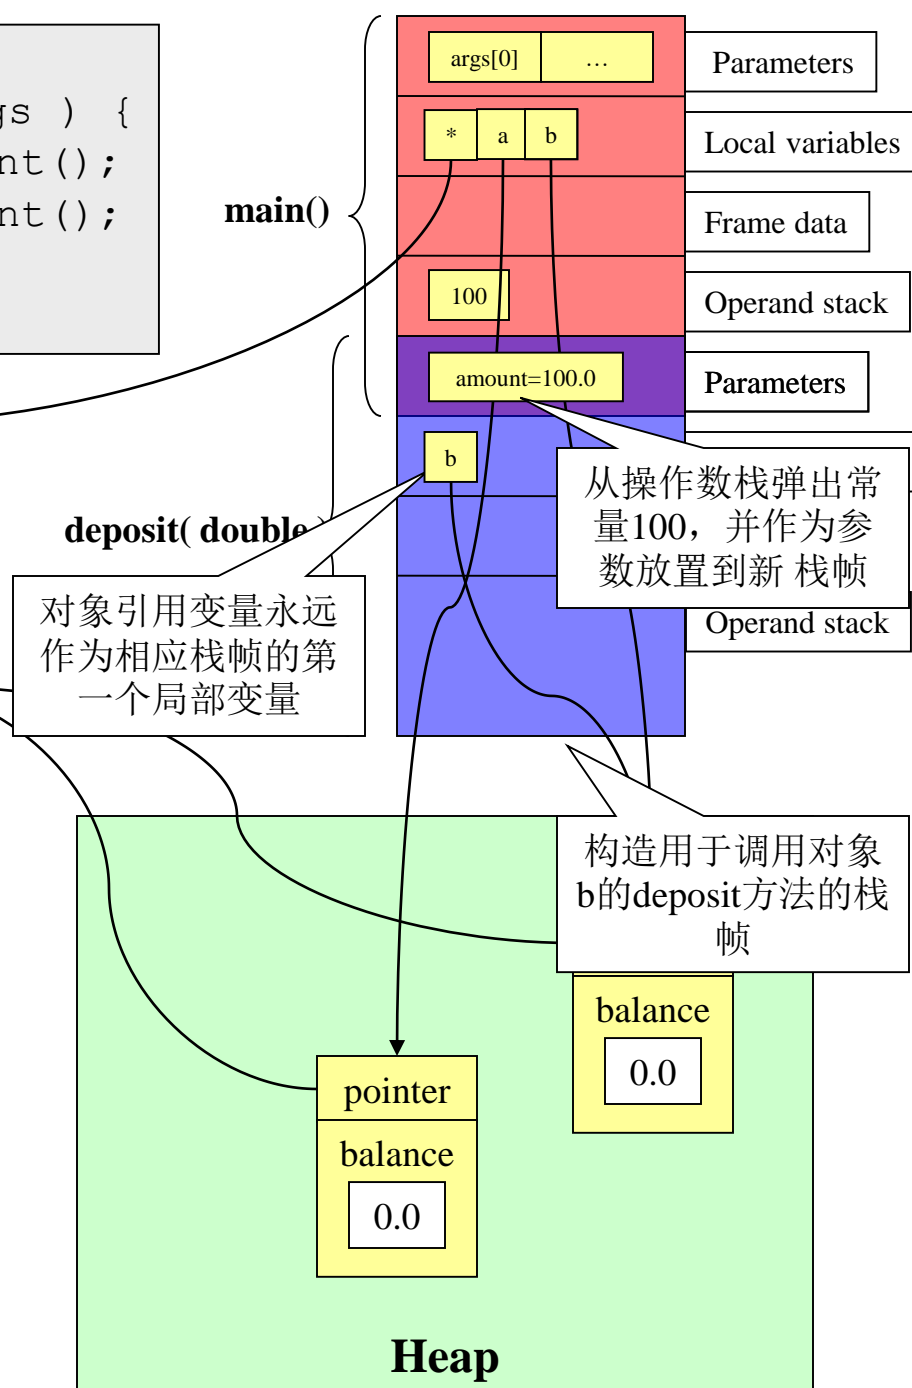 gs ) {
nt();
nt();
main()
args[0] …
Parameters
* a b
Local variables
Frame data
100
Operand stack
amount=100.0
Parameters
b
从操作数栈弹出常
量100，并作为参
数放置到新 栈帧
deposit( double )
对象引用变量永远
作为相应栈帧的第
一个局部变量
Operand stack
构造用于调用对象
b的deposit方法的栈
帧
balance
0.0
pointer
balance
0.0
Heap